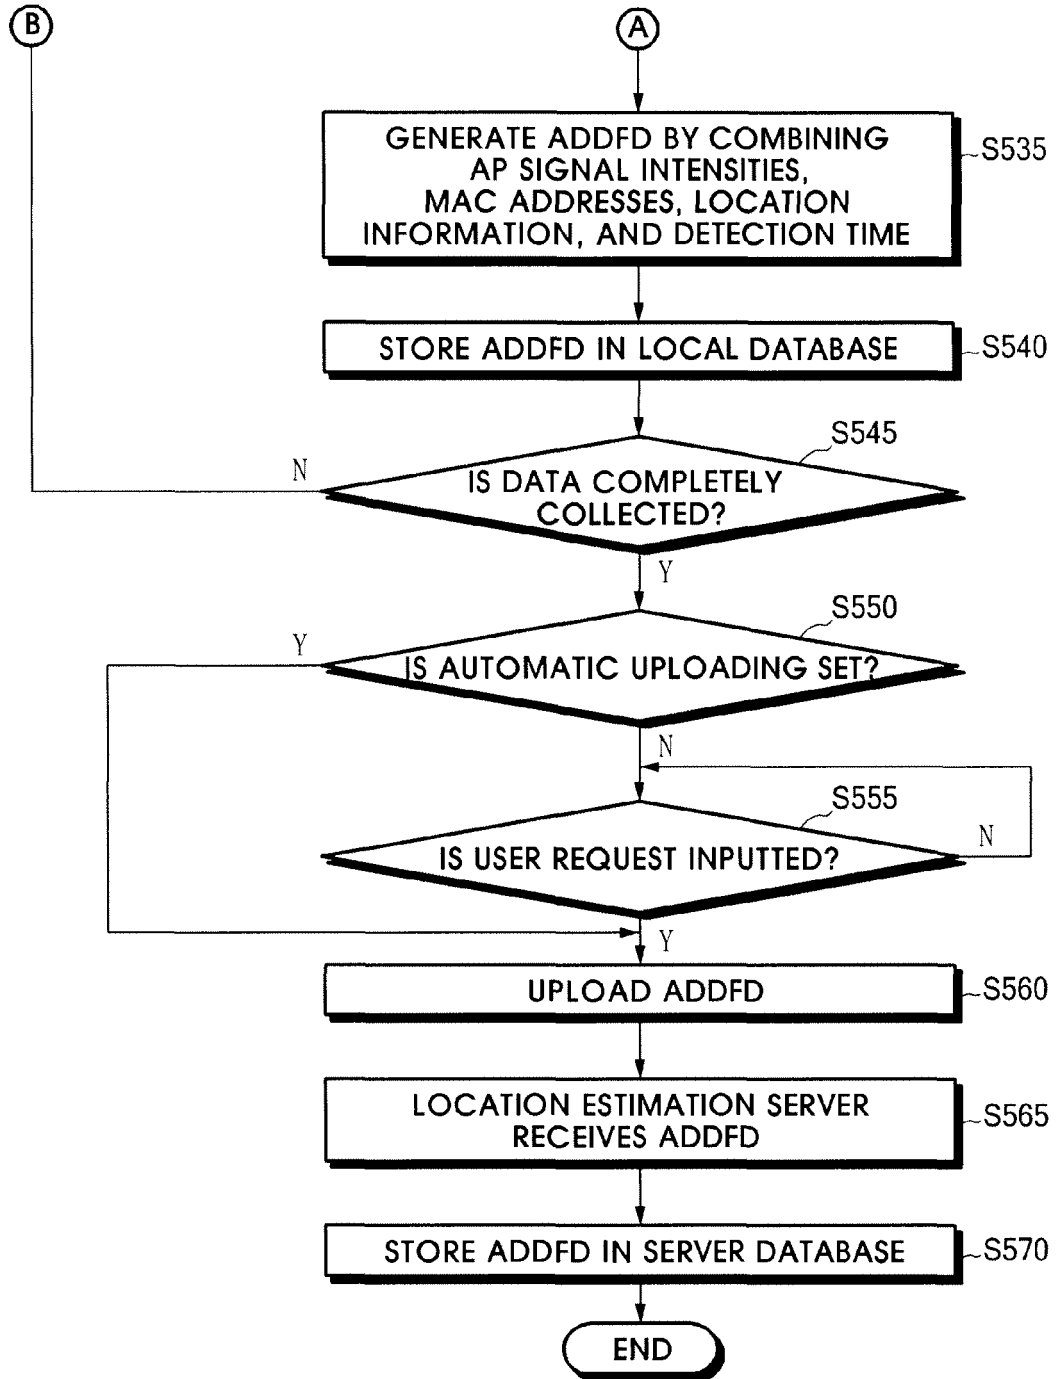 B
A
GENERATE ADDFD BY COMBINING
AP SIGNAL INTENSITIES,
MAC ADDRESSES, LOCATION
INFORMATION, AND DETECTION TIME
S535
STORE ADDFD IN LOCAL DATABASE
S540
S545
N
IS DATA COMPLETELY
COLLECTED?
Y
S550
Y
IS AUTOMATIC UPLOADING SET?
N
S555
IS USER REQUEST INPUTTED?
N
Y
UPLOAD ADDFD
S560
LOCATION ESTIMATION SERVER
RECEIVES ADDFD
S565
STORE ADDFD IN SERVER DATABASE
S570
END